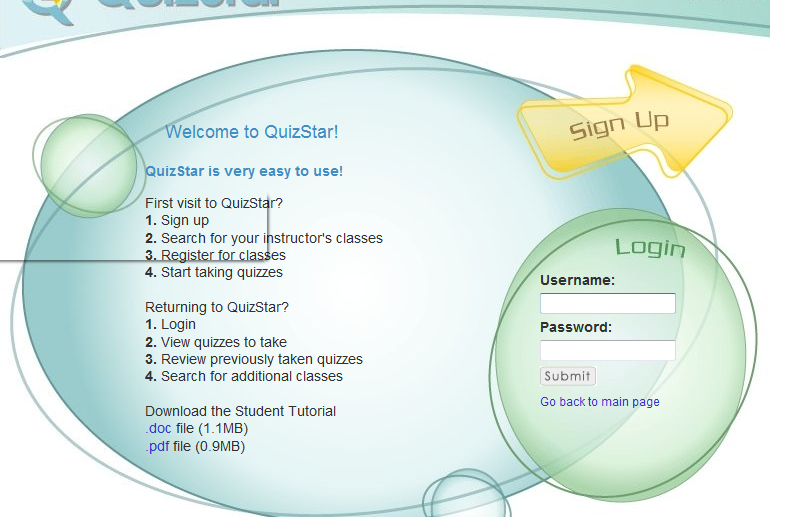 QuizStar
Welcome to QuizStar!
QuizStar is very easy to use!
First visit to QuizStar?
1. Sign up
2. Search for your instructor's classes
3. Register for classes
4. Start taking quizzes
Returning to QuizStar?
1. Login
2. View quizzes to take
3. Review previously taken quizzes
4. Search for additional classes
Download the Student Tutorial
.doc file (1.1MB)
.pdf file (0.9MB)
Sign Up
Login
Username:
Password:
Submit
Go back to main page